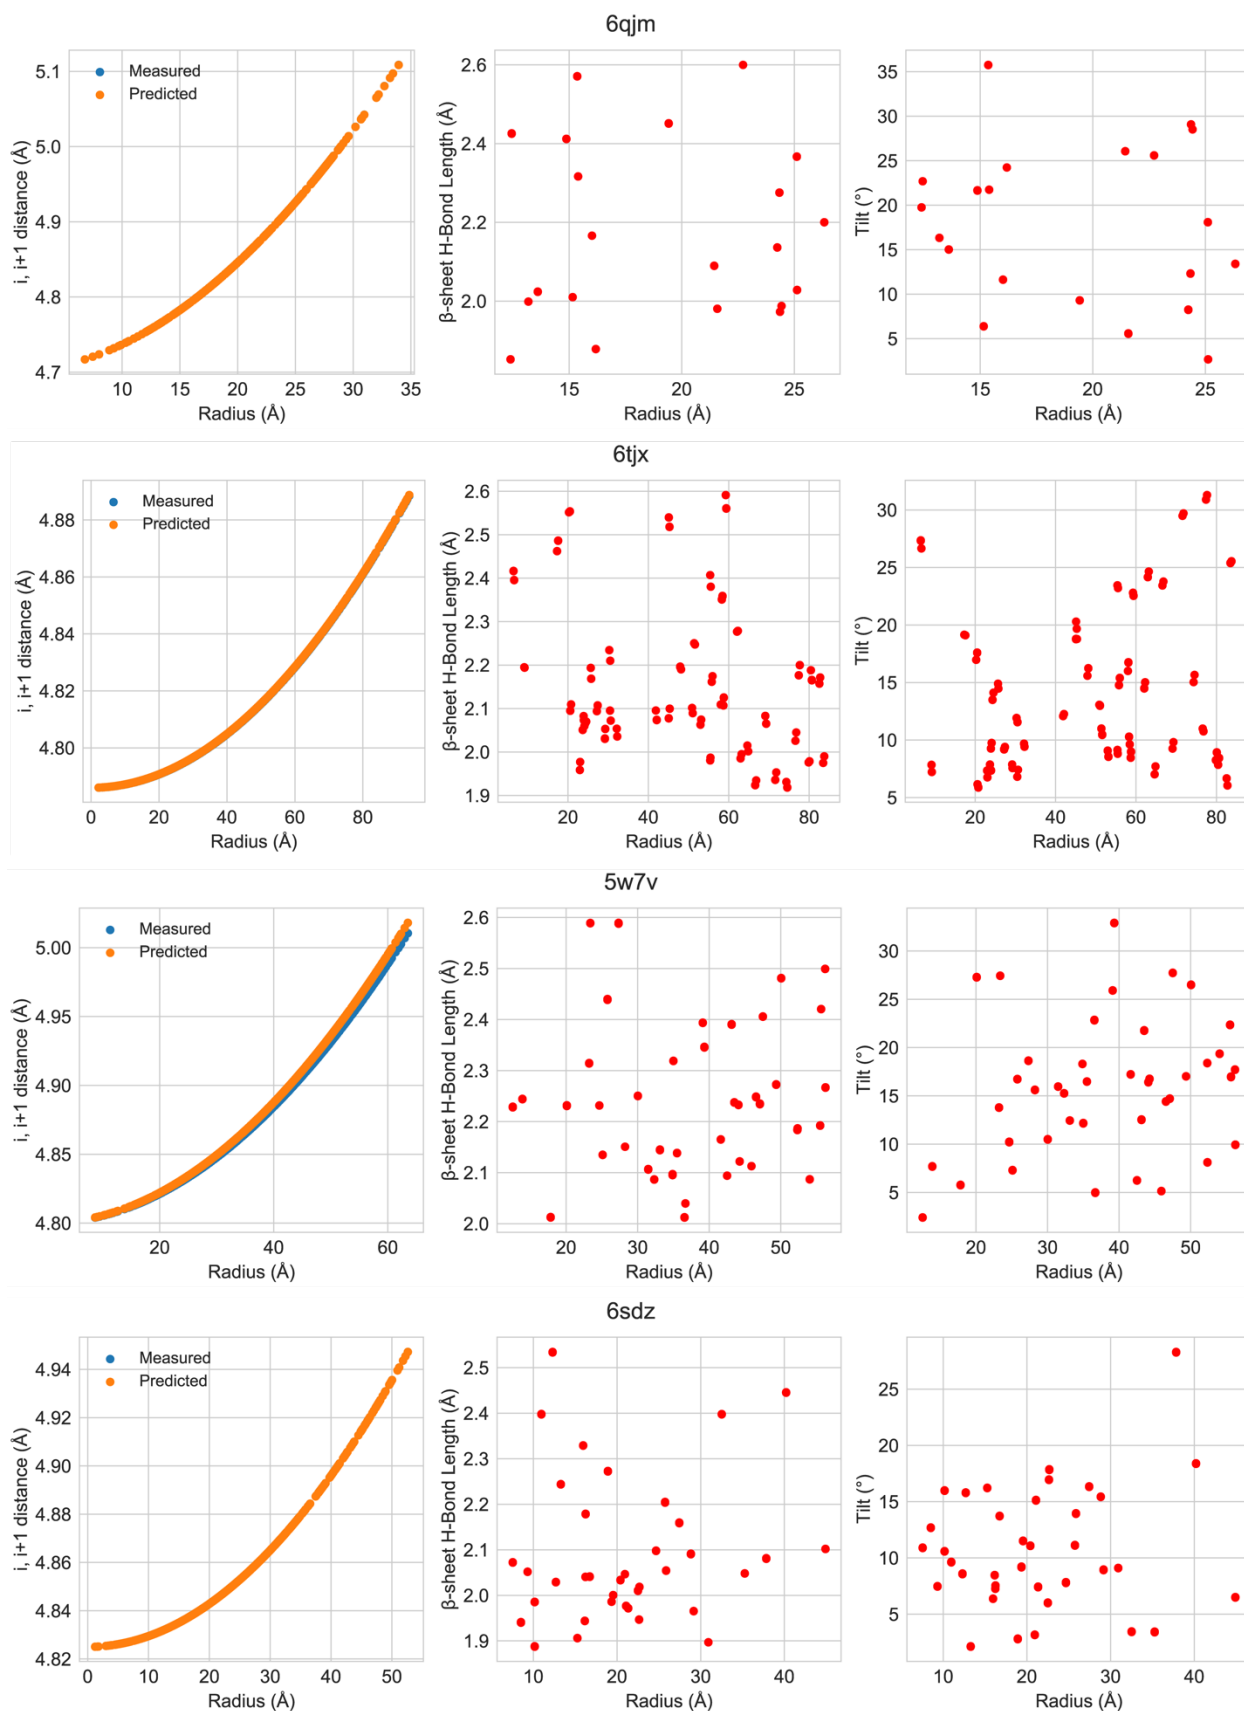 6qjm
Measured
Predicted
i, i+1 distance (Å)
5.1
5.0
4.9
4.8
4.7
10 15 20 25 30 35
Radius (Å)
β-sheet H-Bond Length (Å)
2.6
2.4
2.2
2.0
15 20 25
Radius (Å)
Tilt (°)
35
30
25
20
15
10
5
15 20 25
Radius (Å)
6tjx
Measured
Predicted
i, i+1 distance (Å)
4.88
4.86
4.84
4.82
4.80
0 20 40 60 80
Radius (Å)
β-sheet H-Bond Length (Å)
2.6
2.5
2.4
2.3
2.2
2.1
2.0
1.9
20 40 60 80
Radius (Å)
Tilt (°)
30
25
20
15
10
5
20 40 60 80
Radius (Å)
5w7v
Measured
Predicted
i, i+1 distance (Å)
5.00
4.95
4.90
4.85
4.80
20 40 60
Radius (Å)
β-sheet H-Bond Length (Å)
2.6
2.5
2.4
2.3
2.2
2.1
2.0
20 30 40 50
Radius (Å)
Tilt (°)
30
25
20
15
10
5
20 30 40 50
Radius (Å)
6sdz
Measured
Predicted
i, i+1 distance (Å)
4.94
4.92
4.90
4.88
4.86
4.84
4.82
0 10 20 30 40 50
Radius (Å)
β-sheet H-Bond Length (Å)
2.5
2.4
2.3
2.2
2.1
2.0
1.9
10 20 30 40
Radius (Å)
Tilt (°)
25
20
15
10
5
10 20 30 40
Radius (Å)